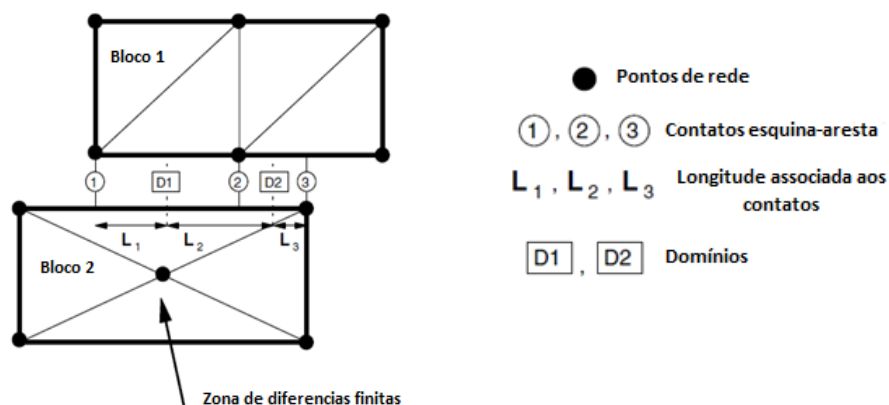 Bloco 1
1
D1
2
D2
3
L1
L2
L3
Bloco 2
Zona de diferencias finitas
Pontos de rede
1, 2, 3 Contatos esquina-aresta
L1, L2, L3 Longitude associada aos
contatos
D1, D2 Domínios